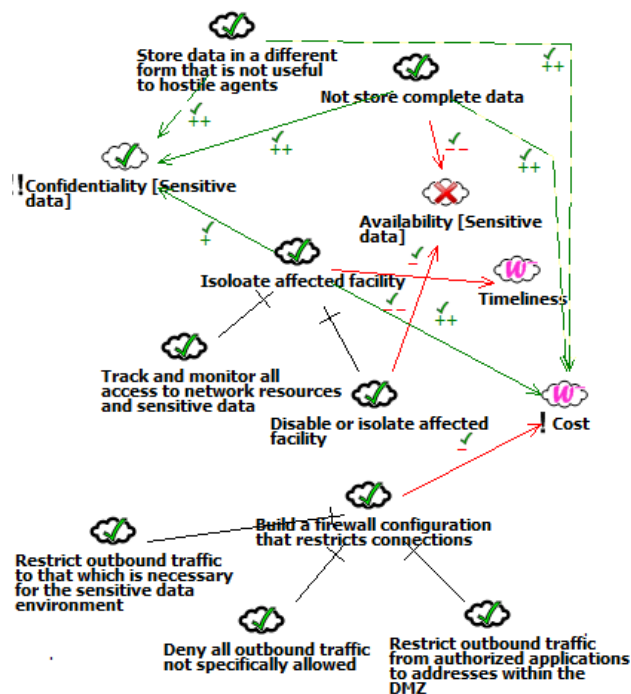 Store data in a different
form that is not useful
to hostile agents
++
Not store complete data
++
++
--
++
!!Confidentiality [Sensitive
data]
Availability [Sensitive
data]
+
-
Isoloate affected facility
W-
Timeliness
--
++
Track and monitor all
access to network resources
and sensitive data
Disable or isolate affected
facility
W-
! Cost
-
Build a firewall configuration
that restricts connections
Restrict outbound traffic
to that which is necessary
for the sensitive data
environment
Deny all outbound traffic
not specifically allowed
Restrict outbound traffic
from authorized applications
to addresses within the
DMZ